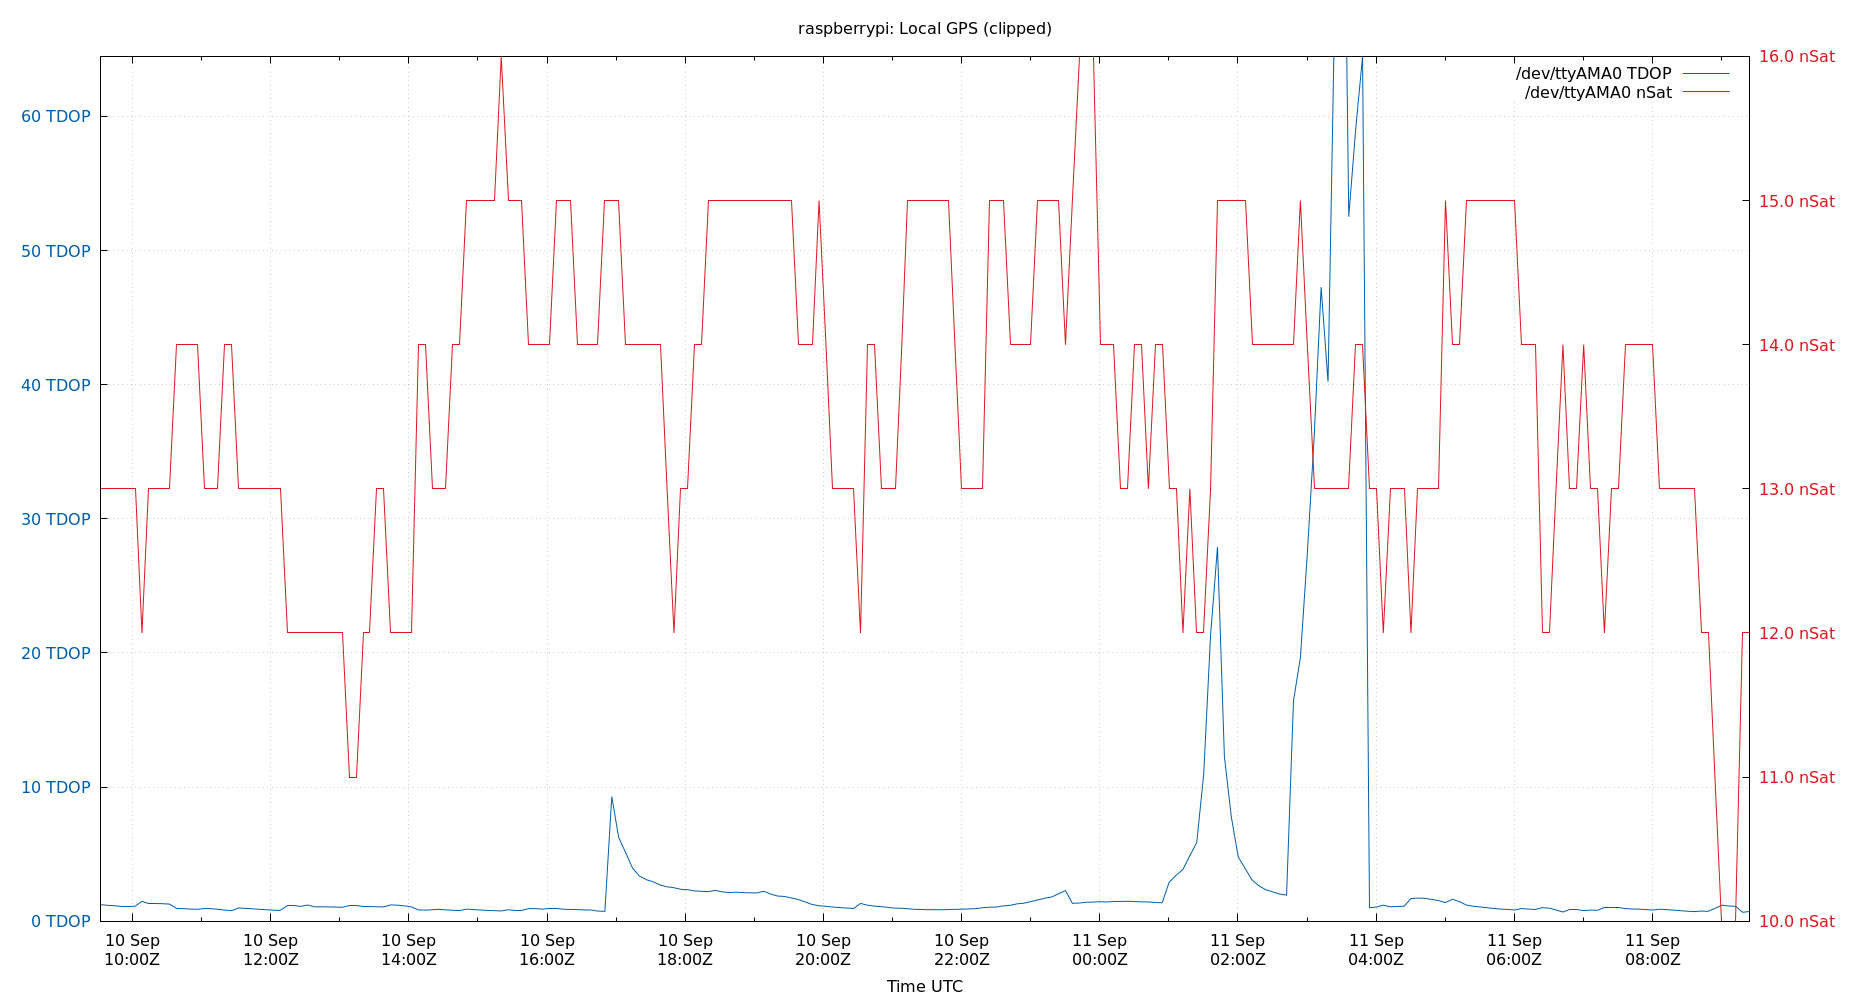 raspberrypi: Local GPS (clipped)
/dev/ttyAMA0 TDOP
/dev/ttyAMA0 nSat
60 TDOP
50 TDOP
40 TDOP
30 TDOP
20 TDOP
10 TDOP
0 TDOP
16.0 nSat
15.0 nSat
14.0 nSat
13.0 nSat
12.0 nSat
11.0 nSat
10.0 nSat
10 Sep
10:00Z
10 Sep
12:00Z
10 Sep
14:00Z
10 Sep
16:00Z
10 Sep
18:00Z
10 Sep
20:00Z
10 Sep
22:00Z
11 Sep
00:00Z
11 Sep
02:00Z
11 Sep
04:00Z
11 Sep
06:00Z
11 Sep
08:00Z
Time UTC